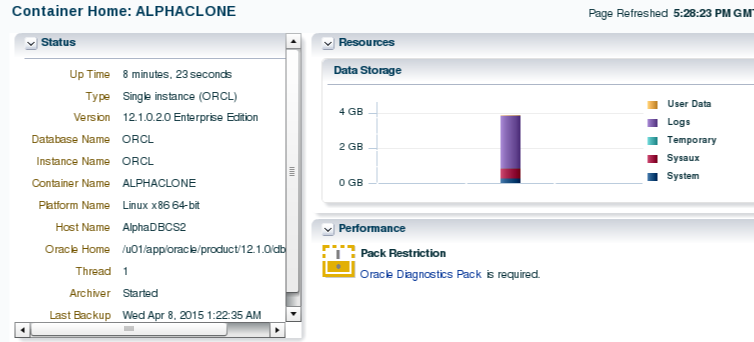 Container Home: ALPHACLONE
Page Refreshed 5:28:23 PM GMT
Status
Up Time 8 minutes, 23 seconds
Type Single instance (ORCL)
Version 12.1.0.2.0 Enterprise Edition
Database Name ORCL
Instance Name ORCL
Container Name ALPHACLONE
Platform Name Linux x86 64-bit
Host Name AlphaDBCS2
Oracle Home /u01/app/oracle/product/12.1.0/db
Thread 1
Archiver Started
Last Backup Wed Apr 8, 2015 1:22:35 AM
Resources
Data Storage
4 GB
2 GB
0 GB
User Data
Logs
Temporary
Sysaux
System
Performance
Pack Restriction
Oracle Diagnostics Pack is required.